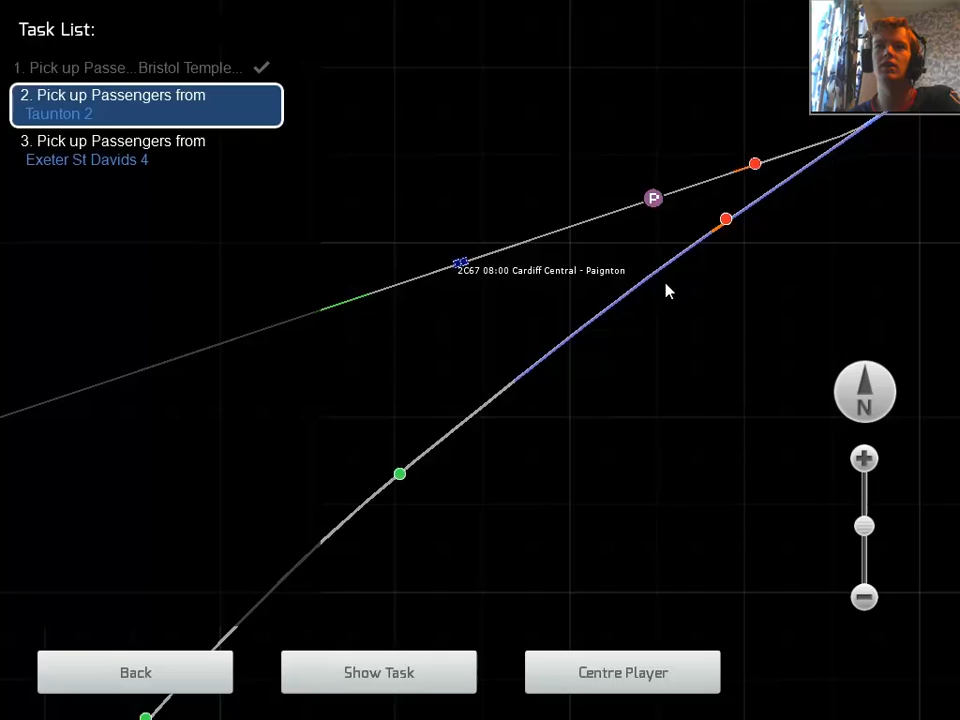 Task List:
1. Pick up Passe...Bristol Temple...
2. Pick up Passengers from
Taunton 2
3. Pick up Passengers from
Exeter St Davids 4
P
2C67 08:00 Cardiff Central - Paignton
N
Back
Show Task
Centre Player